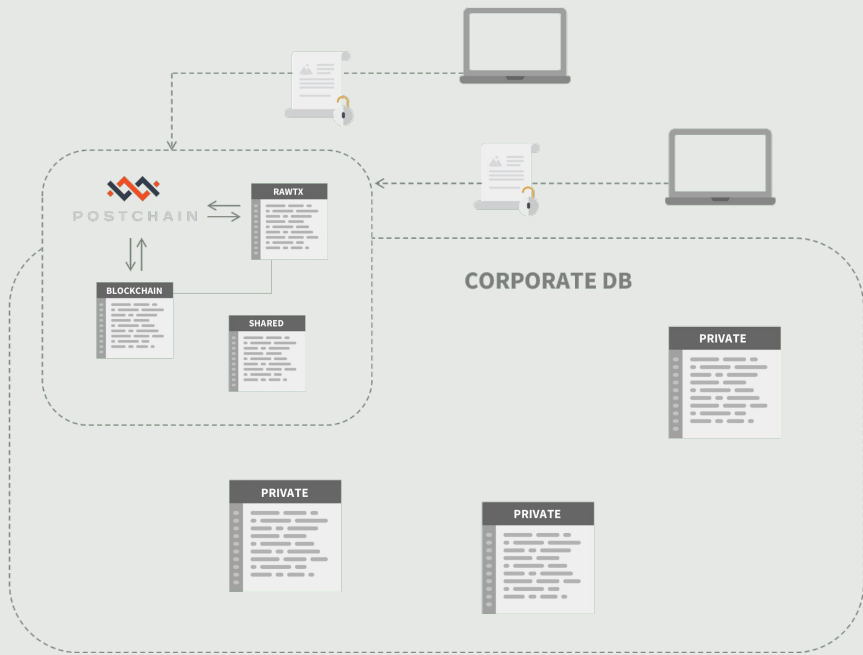 RAWTX
POSTCHAIN
CORPORATE DB
BLOCKCHAIN
SHARED
PRIVATE
PRIVATE
PRIVATE